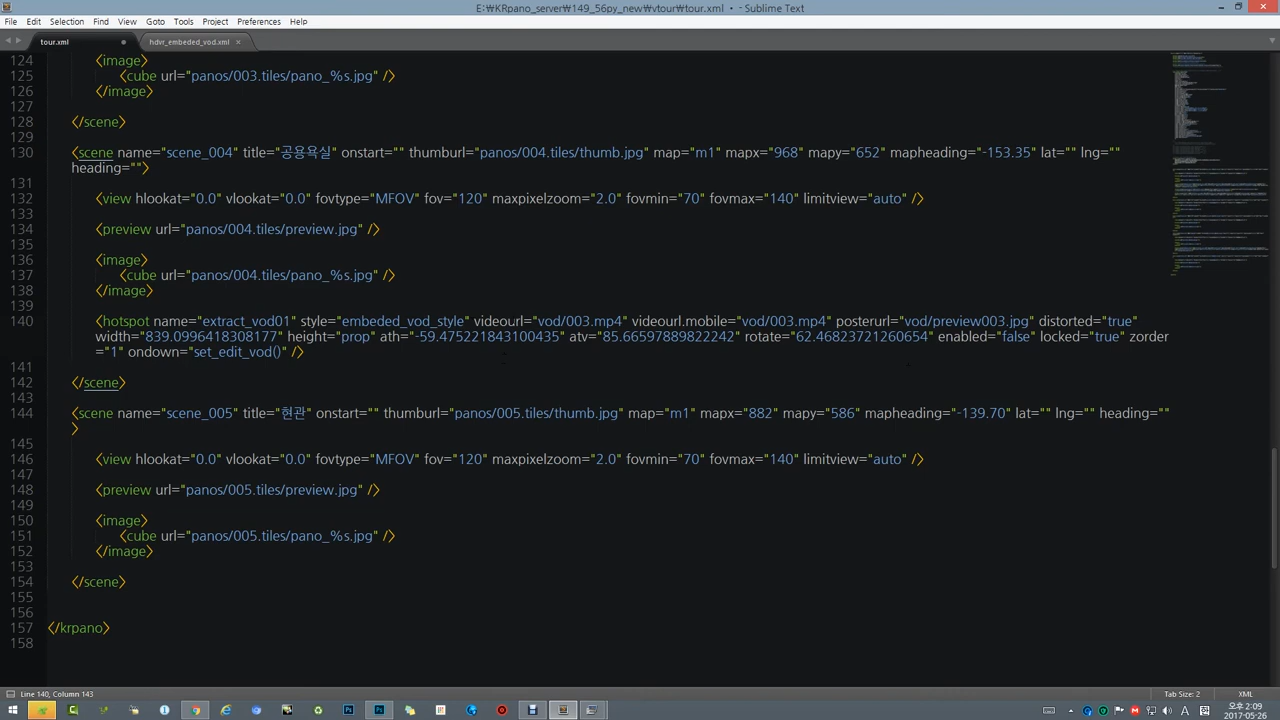 E:₩KRpano_server₩149_56py_new₩vtour₩tour.xml • - Sublime Text
File Edit Selection Find View Goto Tools Project Preferences Help
tour.xml hdvr_embeded_vod.xml
124 <image>
125 <cube url="panos/003.tiles/pano_%s.jpg" />
126 </image>
127
128 </scene>
129
130 <scene name="scene_004" title="공용욕실" onstart="" thumburl="panos/004.tiles/thumb.jpg" map="m1" mapx="968" mapy="652" mapheading="-153.35" lat="" lng=""
heading="">
131
132 <view hlookat="0.0" vlookat="0.0" fovtype="MFOV" fov="120" maxpixelzoom="2.0" fovmin="70" fovmax="140" limitview="auto" />
133
134 <preview url="panos/004.tiles/preview.jpg" />
135
136 <image>
137 <cube url="panos/004.tiles/pano_%s.jpg" />
138 </image>
139
140 <hotspot name="extract_vod01" style="embeded_vod_style" videourl="vod/003.mp4" videourl.mobile="vod/003.mp4" posterurl="vod/preview003.jpg" distorted="true"
width="839.0996418308177" height="prop" ath="-59.475221843100435" atv="85.66597889822242" rotate="62.46823721260654" enabled="false" locked="true" zorder
="1" ondown="set_edit_vod()" />
141
142 </scene>
143
144 <scene name="scene_005" title="현관" onstart="" thumburl="panos/005.tiles/thumb.jpg" map="m1" mapx="882" mapy="586" mapheading="-139.70" lat="" lng="" heading=""
>
145
146 <view hlookat="0.0" vlookat="0.0" fovtype="MFOV" fov="120" maxpixelzoom="2.0" fovmin="70" fovmax="140" limitview="auto" />
147
148 <preview url="panos/005.tiles/preview.jpg" />
149
150 <image>
151 <cube url="panos/005.tiles/pano_%s.jpg" />
152 </image>
153
154 </scene>
155
156
157 </krpano>
158
Line 140, Column 143 Tab Size: 2 XML
오후 2:09
2017-05-26